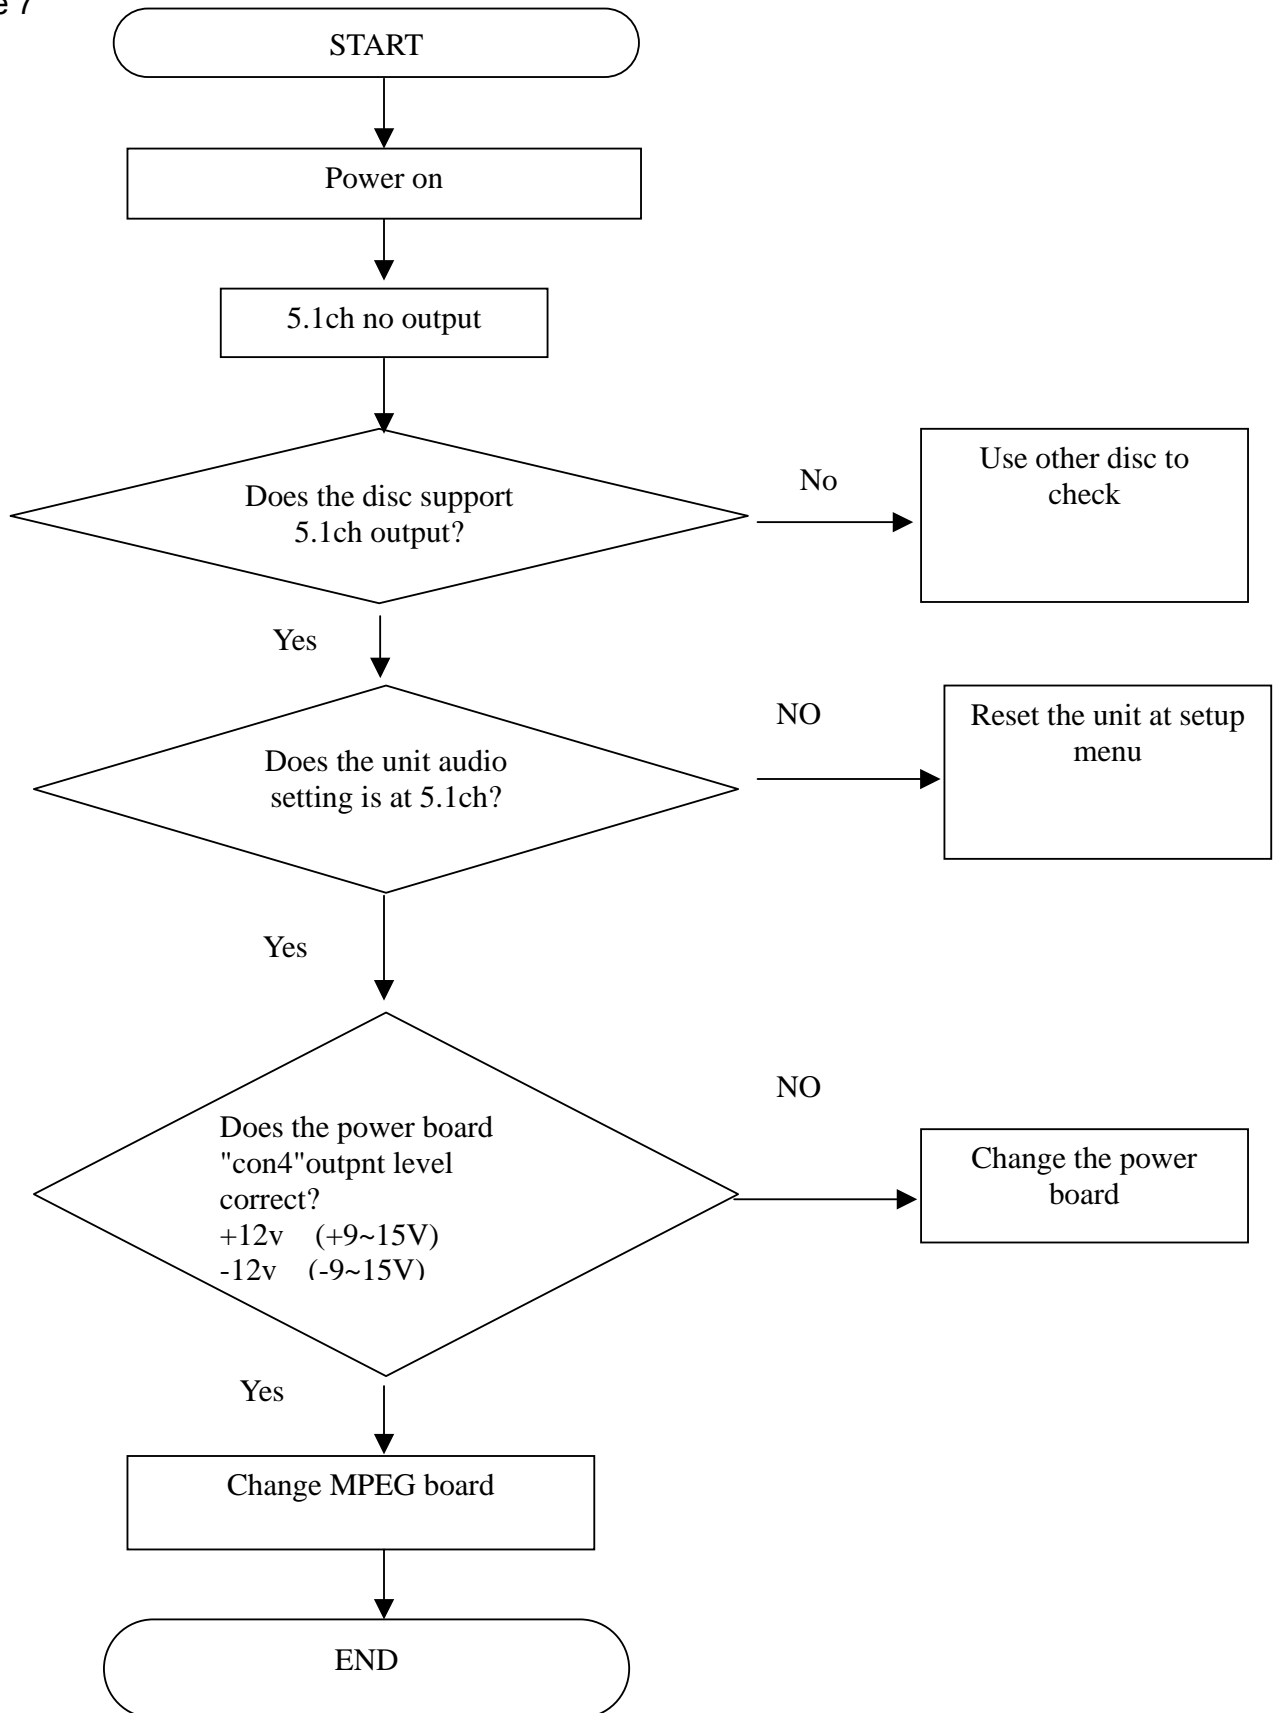 e 7
START
Power on
5.1ch no output
Does the disc support
5.1ch output?
No
Use other disc to
check
Yes
Does the unit audio
setting is at 5.1ch?
NO
Reset the unit at setup
menu
Yes
Does the power board
"con4"outpnt level
correct?
+12v (+9~15V)
-12v (-9~15V)
NO
Change the power
board
Yes
Change MPEG board
END